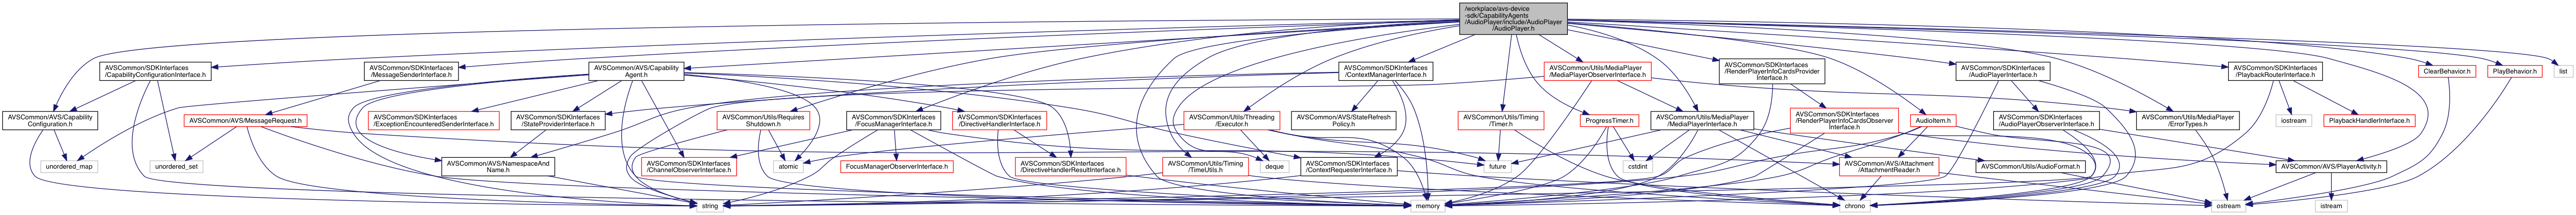 /workplace/avs-device
-sdk/CapabilityAgents
/AudioPlayer/include/AudioPlayer
/AudioPlayer.h
AVSCommon/SDKInterfaces
/CapabilityConfigurationInterface.h
AVSCommon/SDKInterfaces
/MessageSenderInterface.h
AVSCommon/AVS/Capability
Agent.h
AVSCommon/SDKInterfaces
/ContextManagerInterface.h
AVSCommon/Utils/MediaPlayer
/MediaPlayerObserverInterface.h
AVSCommon/SDKInterfaces
/RenderPlayerInfoCardsProvider
Interface.h
AVSCommon/SDKInterfaces
/AudioPlayerInterface.h
AVSCommon/SDKInterfaces
/PlaybackRouterInterface.h
ClearBehavior.h
PlayBehavior.h
list
AVSCommon/AVS/Capability
Configuration.h
AVSCommon/AVS/MessageRequest.h
AVSCommon/SDKInterfaces
/ExceptionEncounteredSenderInterface.h
AVSCommon/SDKInterfaces
/StateProviderInterface.h
AVSCommon/Utils/Requires
Shutdown.h
AVSCommon/SDKInterfaces
/FocusManagerInterface.h
AVSCommon/SDKInterfaces
/DirectiveHandlerInterface.h
AVSCommon/Utils/Threading
/Executor.h
AVSCommon/AVS/StateRefresh
Policy.h
AVSCommon/Utils/Timing
/Timer.h
ProgressTimer.h
AVSCommon/Utils/MediaPlayer
/MediaPlayerInterface.h
AVSCommon/SDKInterfaces
/RenderPlayerInfoCardsObserver
Interface.h
AudioItem.h
AVSCommon/SDKInterfaces
/AudioPlayerObserverInterface.h
AVSCommon/Utils/MediaPlayer
/ErrorTypes.h
iostream
PlaybackHandlerInterface.h
unordered_map
unordered_set
AVSCommon/AVS/NamespaceAnd
Name.h
AVSCommon/SDKInterfaces
/ChannelObserverInterface.h
atomic
FocusManagerObserverInterface.h
AVSCommon/SDKInterfaces
/DirectiveHandlerResultInterface.h
AVSCommon/Utils/Timing
/TimeUtils.h
deque
AVSCommon/SDKInterfaces
/ContextRequesterInterface.h
future
cstdint
AVSCommon/AVS/Attachment
/AttachmentReader.h
AVSCommon/Utils/AudioFormat.h
AVSCommon/AVS/PlayerActivity.h
string
memory
chrono
ostream
istream